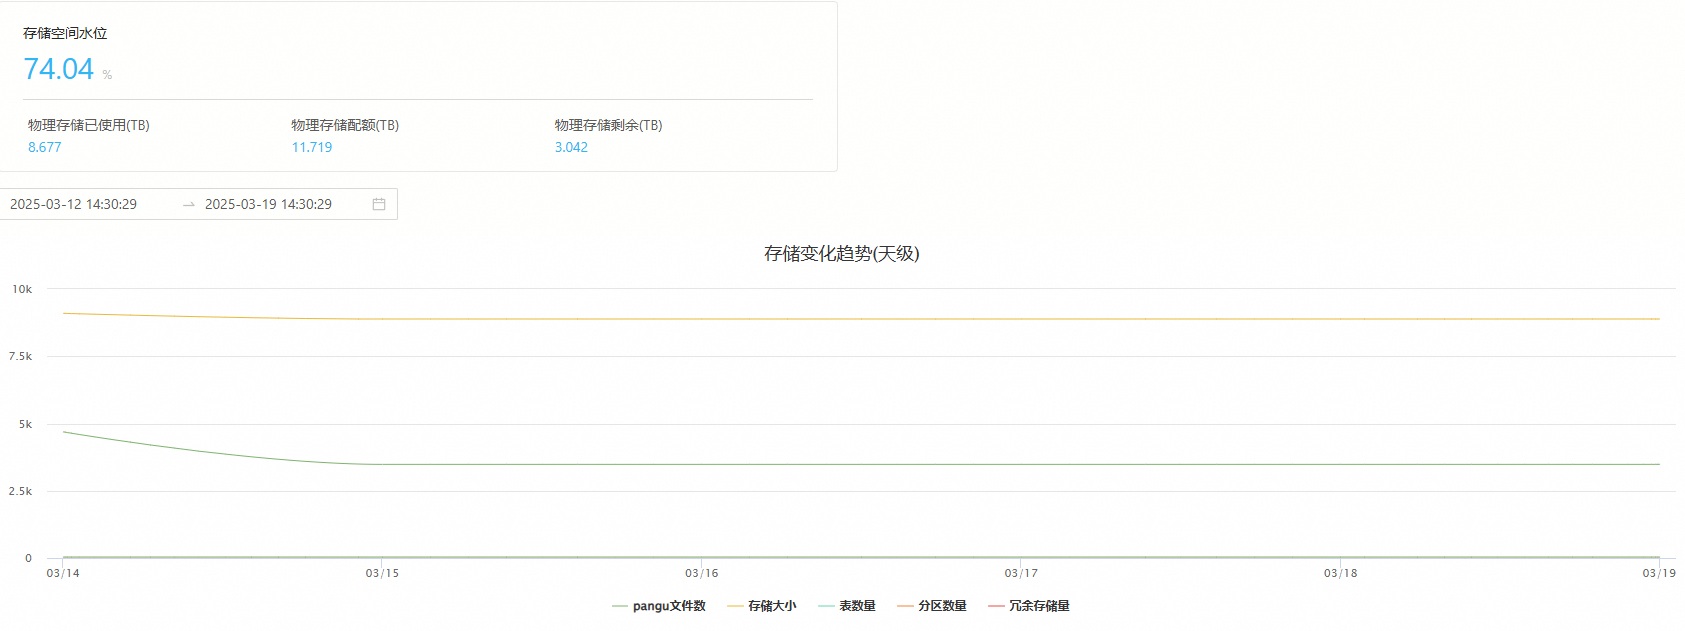 存储空间水位
74.04 %
物理存储已使用(TB) 物理存储配额(TB) 物理存储剩余(TB)
8.677 11.719 3.042
2025-03-12 14:30:29 → 2025-03-19 14:30:29
存储变化趋势(天级)
10k
7.5k
5k
2.5k
0
03/14 03/15 03/16 03/17 03/18 03/19
pangu文件数 存储大小 表数量 分区数量 冗余存储量